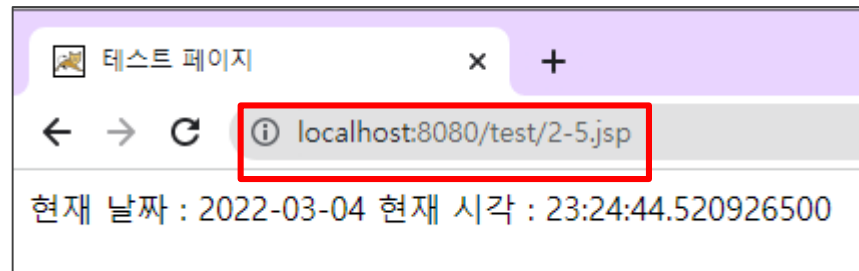 테스트 페이지
localhost:8080/test/2-5.jsp
현재 날짜 : 2022-03-04 현재 시각 : 23:24:44.520926500